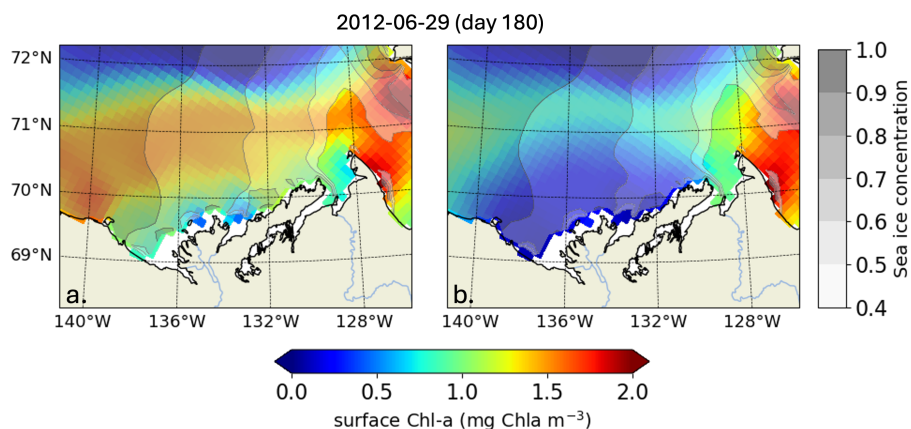 2012-06-29 (day 180)
72°N
71°N
70°N
69°N
a.
140°W
136°W
132°W
128°W
b.
140°W
136°W
132°W
128°W
1.0
0.9
0.8
0.7
0.6
0.5
0.4
Sea ice concentration
0.0
0.5
1.0
1.5
2.0
surface Chl-a (mg Chla m⁻³)